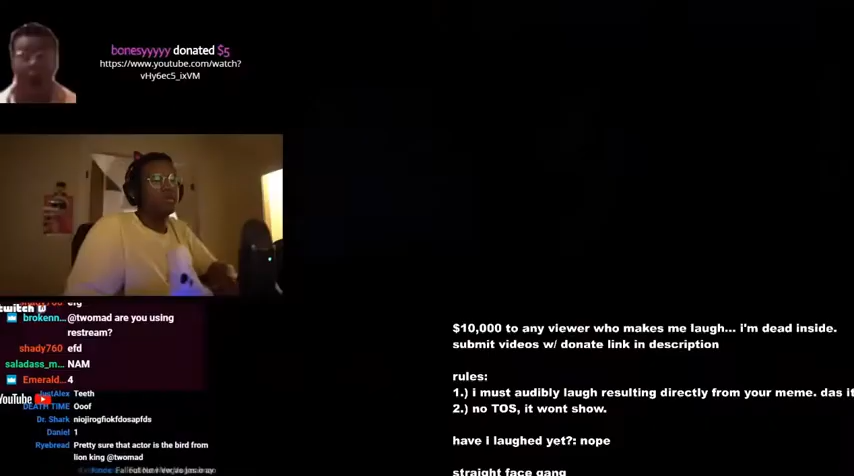 bonesyyyyy donated $5
https://www.youtube.com/watch?
vHy6ec5_ixVM
twitch
brokenn... @twomad are you using
restream?
shady760 efd
saladass_m... NAM
Emerald... 4
JustAlex Teeth
YouTube
DEATH TIME Ooof
Dr. Shark niojirogfiokfdosapfds
Daniel 1
Ryebread Pretty sure that actor is the bird from
lion king @twomad
$10,000 to any viewer who makes me laugh... i'm dead inside.
submit videos w/ donate link in description
rules:
1.) i must audibly laugh resulting directly from your meme. das it
2.) no TOS, it wont show.
have i laughed yet?: nope
straight face gang